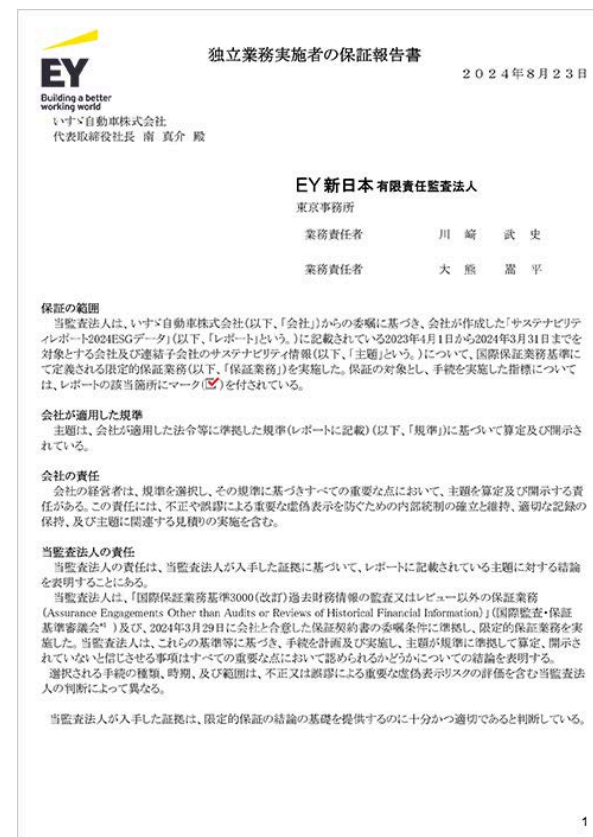 独立業務実施者の保証報告書
2024年8月23日
EY
Building a better
working world
いすゞ自動車株式会社
代表取締役社長 南 真介 殿
EY新日本有限責任監査法人
東京事務所
業務責任者 川﨑 武史
業務責任者 大熊 嵩平
保証の範囲
当監査法人は、いすゞ自動車株式会社(以下、「会社」)からの委嘱に基づき、会社が作成した「サステナビリテ
ィレポート2024ESGデータ」(以下、「レポート」という。)に記載されている2023年4月1日から2024年3月31日までを
対象とする会社及び連結子会社のサステナビリティ情報(以下、「主題」という。)について、国際保証業務基準に
て定義される限定的保証業務(以下、「保証業務」)を実施した。保証の対象とし、手続を実施した指標について
は、レポートの該当箇所にマーク(☑)を付されている。
会社が適用した規準
主題は、会社が適用した法令等に準拠した規準(レポートに記載)(以下、「規準」)に基づいて算定及び開示さ
れている。
会社の責任
会社の経営者は、規準を選択し、その規準に基づきすべての重要な点において、主題を算定及び開示する責
任がある。この責任には、不正や誤謬による重要な虚偽表示を防ぐための内部統制の確立と維持、適切な記録の
保持、及び主題に関連する見積りの実施を含む。
当監査法人の責任
当監査法人の責任は、当監査法人が入手した証拠に基づいて、レポートに記載されている主題に対する結論
を表明することにある。
当監査法人は、「国際保証業務基準3000(改訂)過去財務情報の監査又はレビュー以外の保証業務
(Assurance Engagements Other than Audits or Reviews of Historical Financial Information)」(国際監査・保証
基準審議会*¹ )及び、2024年3月29日に会社と合意した保証契約書の委嘱条件に準拠し、限定的保証業務を実
施した。当監査法人は、これらの基準等に基づき、手続を計画及び実施し、主題が規準に準拠して算定、開示さ
れていないと信じさせる事項はすべての重要な点において認められるかどうかについての結論を表明する。
選択される手続の種類、時期、及び範囲は、不正又は誤謬による重要な虚偽表示リスクの評価を含む当監査法
人の判断によって異なる。
当監査法人が入手した証拠は、限定的保証の結論の基礎を提供するのに十分かつ適切であると判断している。
1